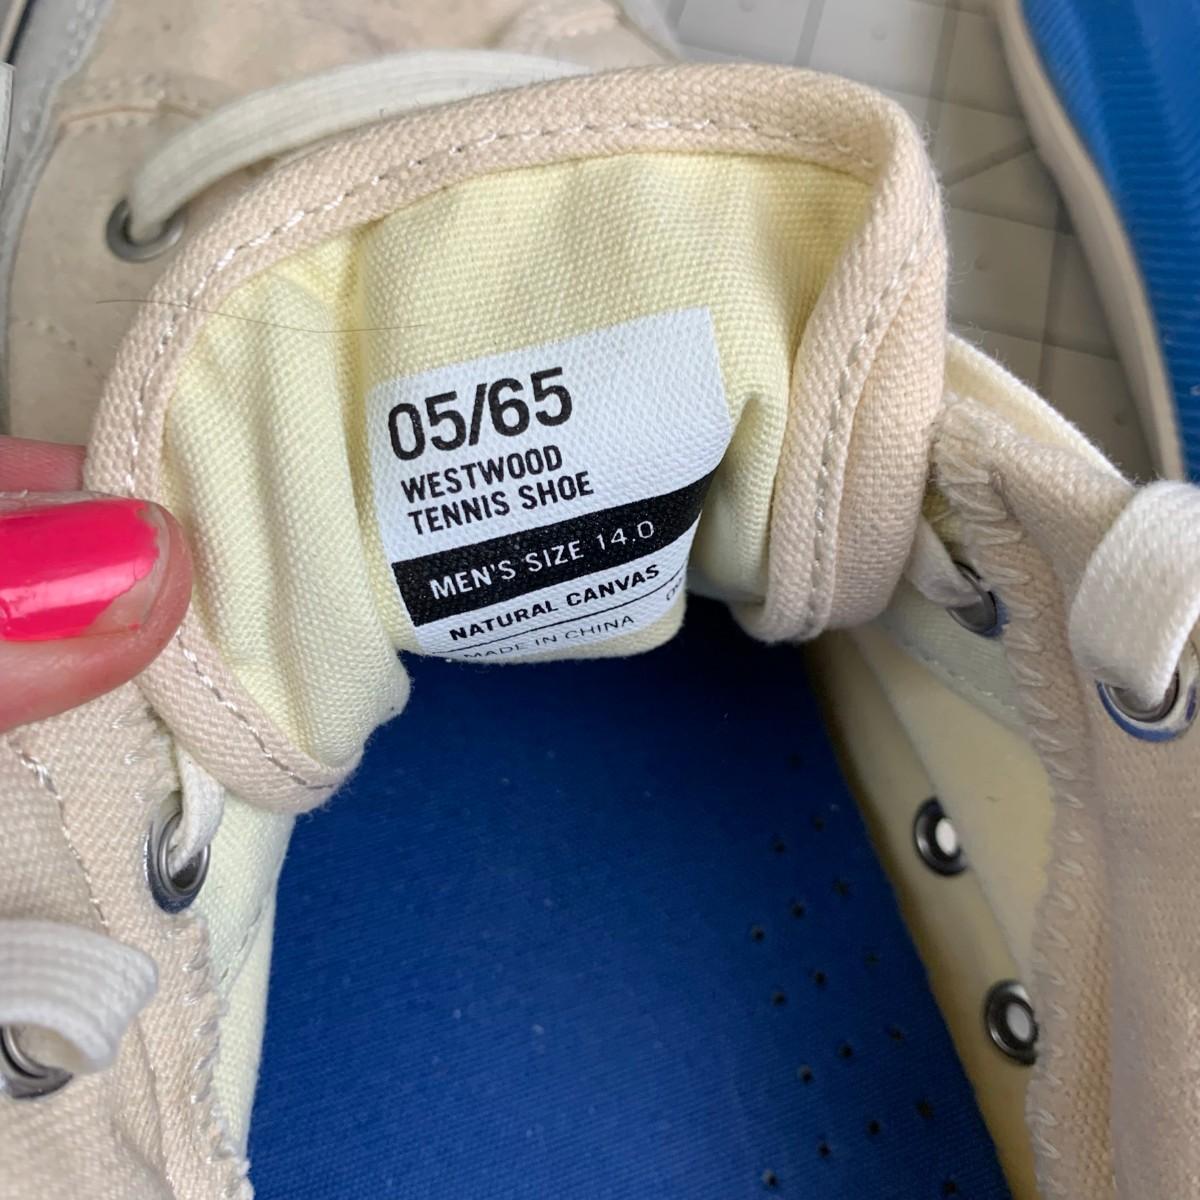 05/65
WESTWOOD
TENNIS SHOE
MEN'S SIZE 14.0
NATURAL CANVAS
MADE IN CHINA